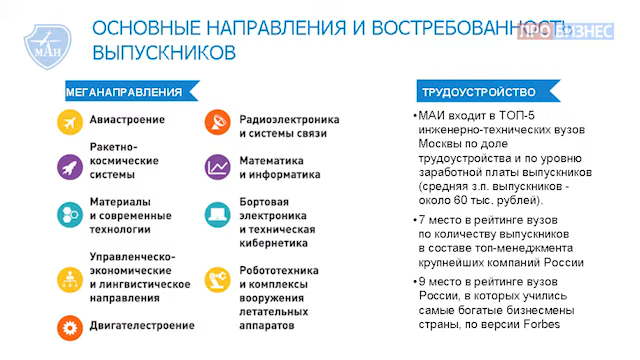 МАИ
ОСНОВНЫЕ НАПРАВЛЕНИЯ И ВОСТРЕБОВАННОСТЬ
ВЫПУСКНИКОВ
ПРОБИЗНЕС
МЕГАНАПРАВЛЕНИЯ
Авиастроение
Ракетно-
космические
системы
Материалы
и современные
технологии
Управленческо-
экономические
и лингвистическое
направления
Двигателестроение
Радиоэлектроника
и системы связи
Математика
и информатика
Бортовая
электроника
и техническая
кибернетика
Робототехника
и комплексы
вооружения
летательных
аппаратов
ТРУДОУСТРОЙСТВО
•МАИ входит в ТОП-5
инженерно-технических вузов
Москвы по доле
трудоустройства и по уровню
заработной платы выпускников
(средняя з.п. выпускников -
около 60 тыс. рублей).
•7 место в рейтинге вузов
по количеству выпускников
в составе топ-менеджмента
крупнейших компаний России
•9 место в рейтинге вузов
России, в которых учились
самые богатые бизнесмены
страны, по версии Forbes